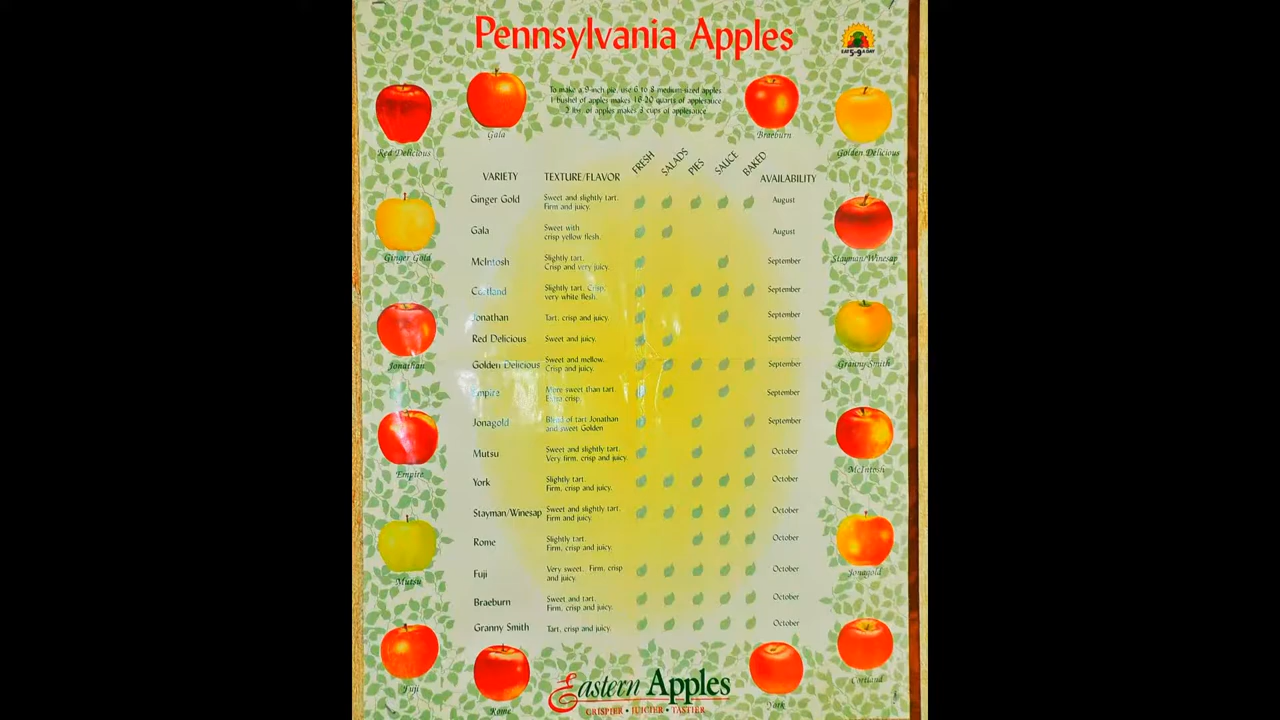 Pennsylvania Apples
EAT 5-9 A DAY
To make a 9-inch pie, use 6 to 8 medium sized apples
1 bushel of apples makes 16-20 quarts of applesauce
2 lbs. of apples makes 3 cups of applesauce
Gala
Braeburn
Red Delicious
Golden Delicious
VARIETY TEXTURE/FLAVOR FRESH SALADS PIES SAUCE BAKED AVAILABILITY
Ginger Gold Sweet and slightly tart. August
Firm and juicy.
Gala Sweet with August
crisp yellow flesh.
McIntosh Slightly tart. September
Crisp and very juicy.
Cortland Slightly tart. Crisp, September
very white flesh.
Jonathan Tart, crisp and juicy. September
Red Delicious Sweet and juicy. September
Golden Delicious Sweet and mellow. September
Crisp and juicy.
Empire More sweet than tart. September
Extra crisp.
Jonagold Blend of tart Jonathan September
and sweet Golden
Mutsu Sweet and slightly tart. October
Very firm, crisp and juicy.
York Slightly tart. October
Firm, crisp and juicy.
Stayman/Winesap Sweet and slightly tart. October
Firm and juicy.
Rome Slightly tart. October
Firm, crisp and juicy.
Fuji Very sweet. Firm, crisp October
and juicy.
Braeburn Sweet and tart. October
Firm, crisp and juicy.
Granny Smith Tart, crisp and juicy. October
Ginger Gold
Stayman/Winesap
Jonathan
Granny Smith
Empire
McIntosh
Mutsu
Jonagold
Fuji
Cortland
Rome
York
Eastern Apples
CRISPIER • JUICIER • TASTIER